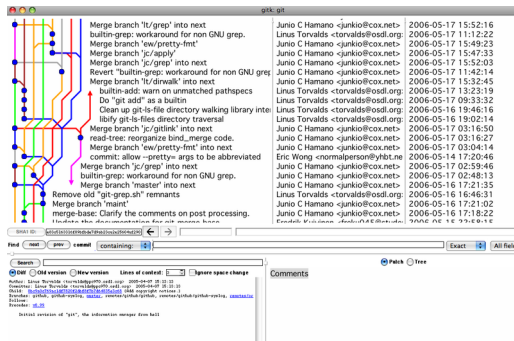 gitk: git
Merge branch 'lt/grep' into next Junio C Hamano <junkio@cox.net> 2006-05-17 15:52:16
builtin-grep: workaround for non GNU grep. Linus Torvalds <torvalds@osdl.org: 2006-05-17 11:12:22
Merge branch 'ew/pretty-fmt' Junio C Hamano <junkio@cox.net> 2006-05-17 15:49:23
Merge branch 'jc/apply' Junio C Hamano <junkio@cox.net> 2006-05-17 15:47:33
Merge branch 'jc/grep' into next Junio C Hamano <junkio@cox.net> 2006-05-17 15:52:03
Revert "builtin-grep: workaround for non GNU grep Junio C Hamano <junkio@cox.net> 2006-05-17 11:42:14
Merge branch 'lt/dirwalk' into next Junio C Hamano <junkio@cox.net> 2006-05-17 15:32:45
builtin-add: warn on unmatched pathspecs Junio C Hamano <junkio@cox.net> 2006-05-17 13:23:19
Do "git add" as a builtin Linus Torvalds <torvalds@osdl.org: 2006-05-17 09:33:32
Clean up git-ls-file directory walking library inte Linus Torvalds <torvalds@osdl.org: 2006-05-16 19:46:16
libify git-ls-files directory traversal Linus Torvalds <torvalds@osdl.org: 2006-05-16 19:02:14
Merge branch 'jc/gitlink' into next Junio C Hamano <junkio@cox.net> 2006-05-17 03:16:50
read-tree: reorganize bind_merge code. Junio C Hamano <junkio@cox.net> 2006-05-17 03:16:27
Merge branch 'ew/pretty-fmt' into next Junio C Hamano <junkio@cox.net> 2006-05-17 03:04:14
commit: allow --pretty= args to be abbreviated Eric Wong <normalperson@yhbt.ne 2006-05-14 17:20:46
Merge branch 'jc/grep' into next Junio C Hamano <junkio@cox.net> 2006-05-17 02:59:46
builtin-grep: workaround for non GNU grep. Junio C Hamano <junkio@cox.net> 2006-05-17 02:48:13
Merge branch 'master' into next Junio C Hamano <junkio@cox.net> 2006-05-16 17:21:35
Remove old "git-grep.sh" remnants Linus Torvalds <torvalds@osdl.org: 2006-05-16 16:46:31
Merge branch 'maint' Junio C Hamano <junkio@cox.net> 2006-05-16 17:21:02
merge-base: Clarify the comments on post processing. Junio C Hamano <junkio@cox.net> 2006-05-16 17:18:22
SHA1 ID:
Find next prev commit containing: Exact All fiel
Search Patch Tree
Diff Old version New version Lines of context: Ignore space change
Comments
Author: Linus Torvalds
Committer: Linus Torvalds
Initial revision of "git", the information manager from hell